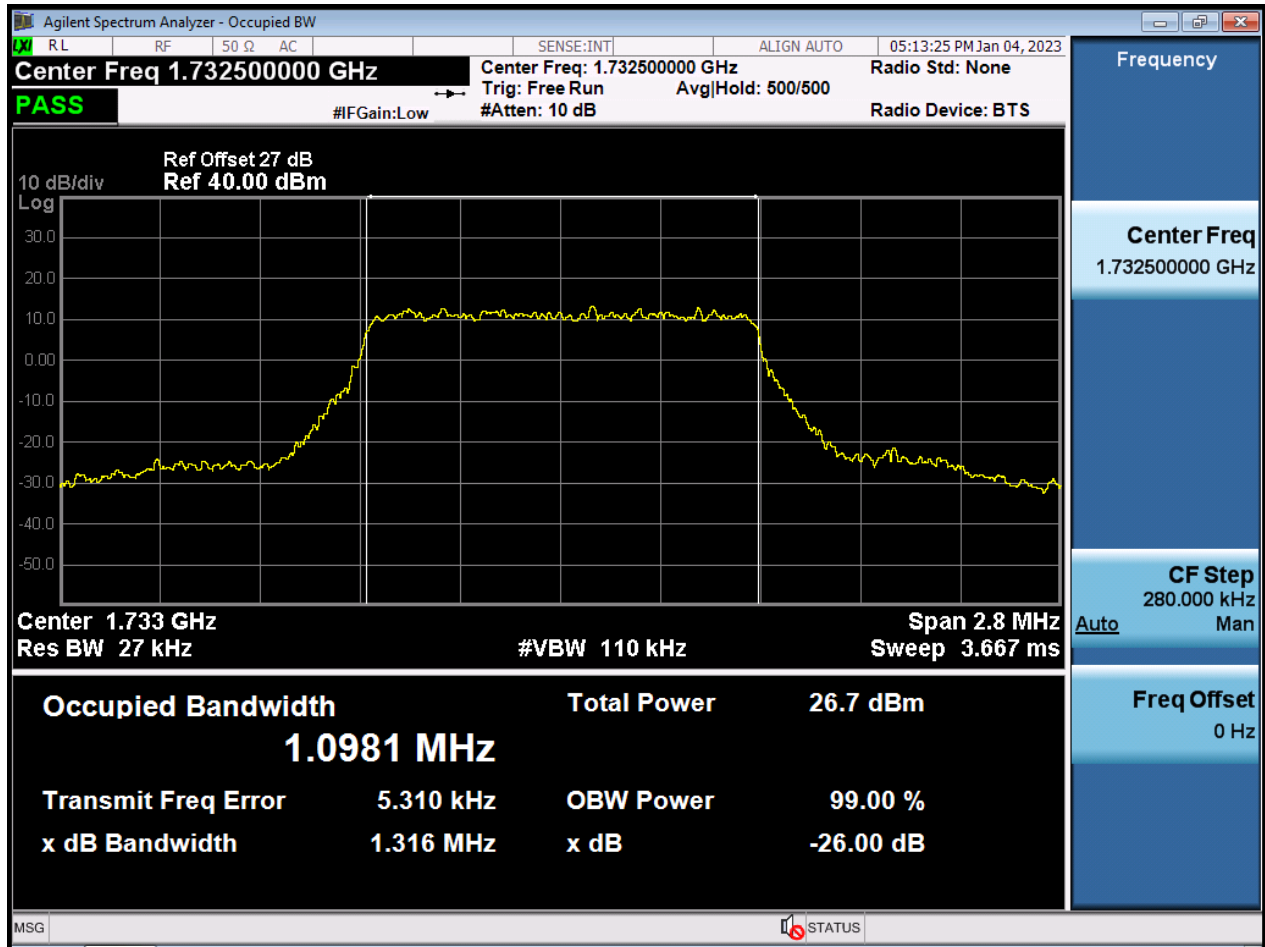 Agilent Spectrum Analyzer - Occupied BW
LXI RL RF 50 Ω AC SENSE:INT ALIGN AUTO 05:13:25 PM Jan 04, 2023
Center Freq 1.732500000 GHz
PASS
#IFGain:Low
Center Freq: 1.732500000 GHz
Trig: Free Run Avg|Hold: 500/500
#Atten: 10 dB
Radio Std: None
Radio Device: BTS
Ref Offset 27 dB
10 dB/div Ref 40.00 dBm
Log
30.0
20.0
10.0
0.00
-10.0
-20.0
-30.0
-40.0
-50.0
Center 1.733 GHz Span 2.8 MHz
Res BW 27 kHz #VBW 110 kHz Sweep 3.667 ms
Occupied Bandwidth Total Power 26.7 dBm
1.0981 MHz
Transmit Freq Error 5.310 kHz OBW Power 99.00 %
x dB Bandwidth 1.316 MHz x dB -26.00 dB
MSG STATUS
Frequency
Center Freq
1.732500000 GHz
CF Step
280.000 kHz
Auto Man
Freq Offset
0 Hz